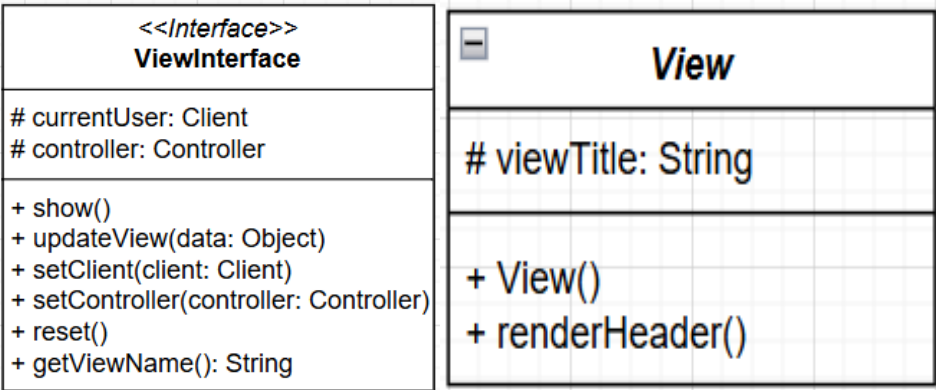 <<Interface>>
ViewInterface
# currentUser: Client
# controller: Controller
+ show()
+ updateView(data: Object)
+ setClient(client: Client)
+ setController(controller: Controller)
+ reset()
+ getViewName(): String
View
# viewTitle: String
+ View()
+ renderHeader()